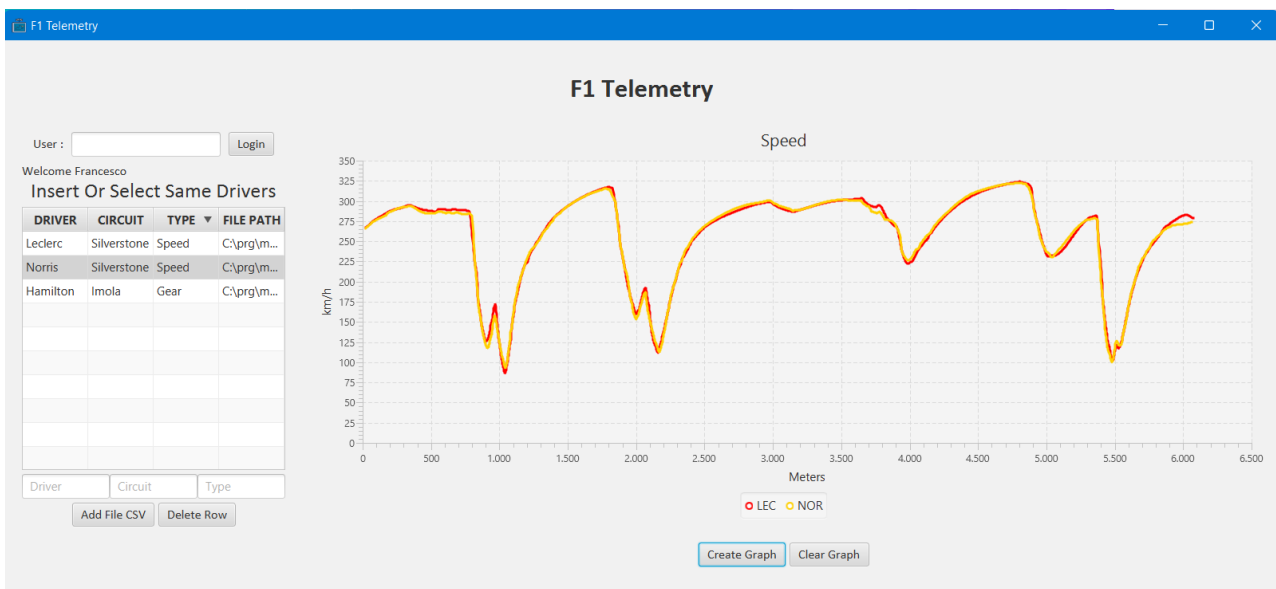 F1 Telemetry
F1 Telemetry
User :
Login
Welcome Francesco
Insert Or Select Same Drivers
DRIVER CIRCUIT TYPE FILE PATH
Leclerc Silverstone Speed C:\prg\m...
Norris Silverstone Speed C:\prg\m...
Hamilton Imola Gear C:\prg\m...
Driver Circuit Type
Add File CSV Delete Row
Speed
km/h
350
325
300
275
250
225
200
175
150
125
100
75
50
25
0
0 500 1.000 1.500 2.000 2.500 3.000 3.500 4.000 4.500 5.000 5.500 6.000 6.500
Meters
LEC NOR
Create Graph Clear Graph